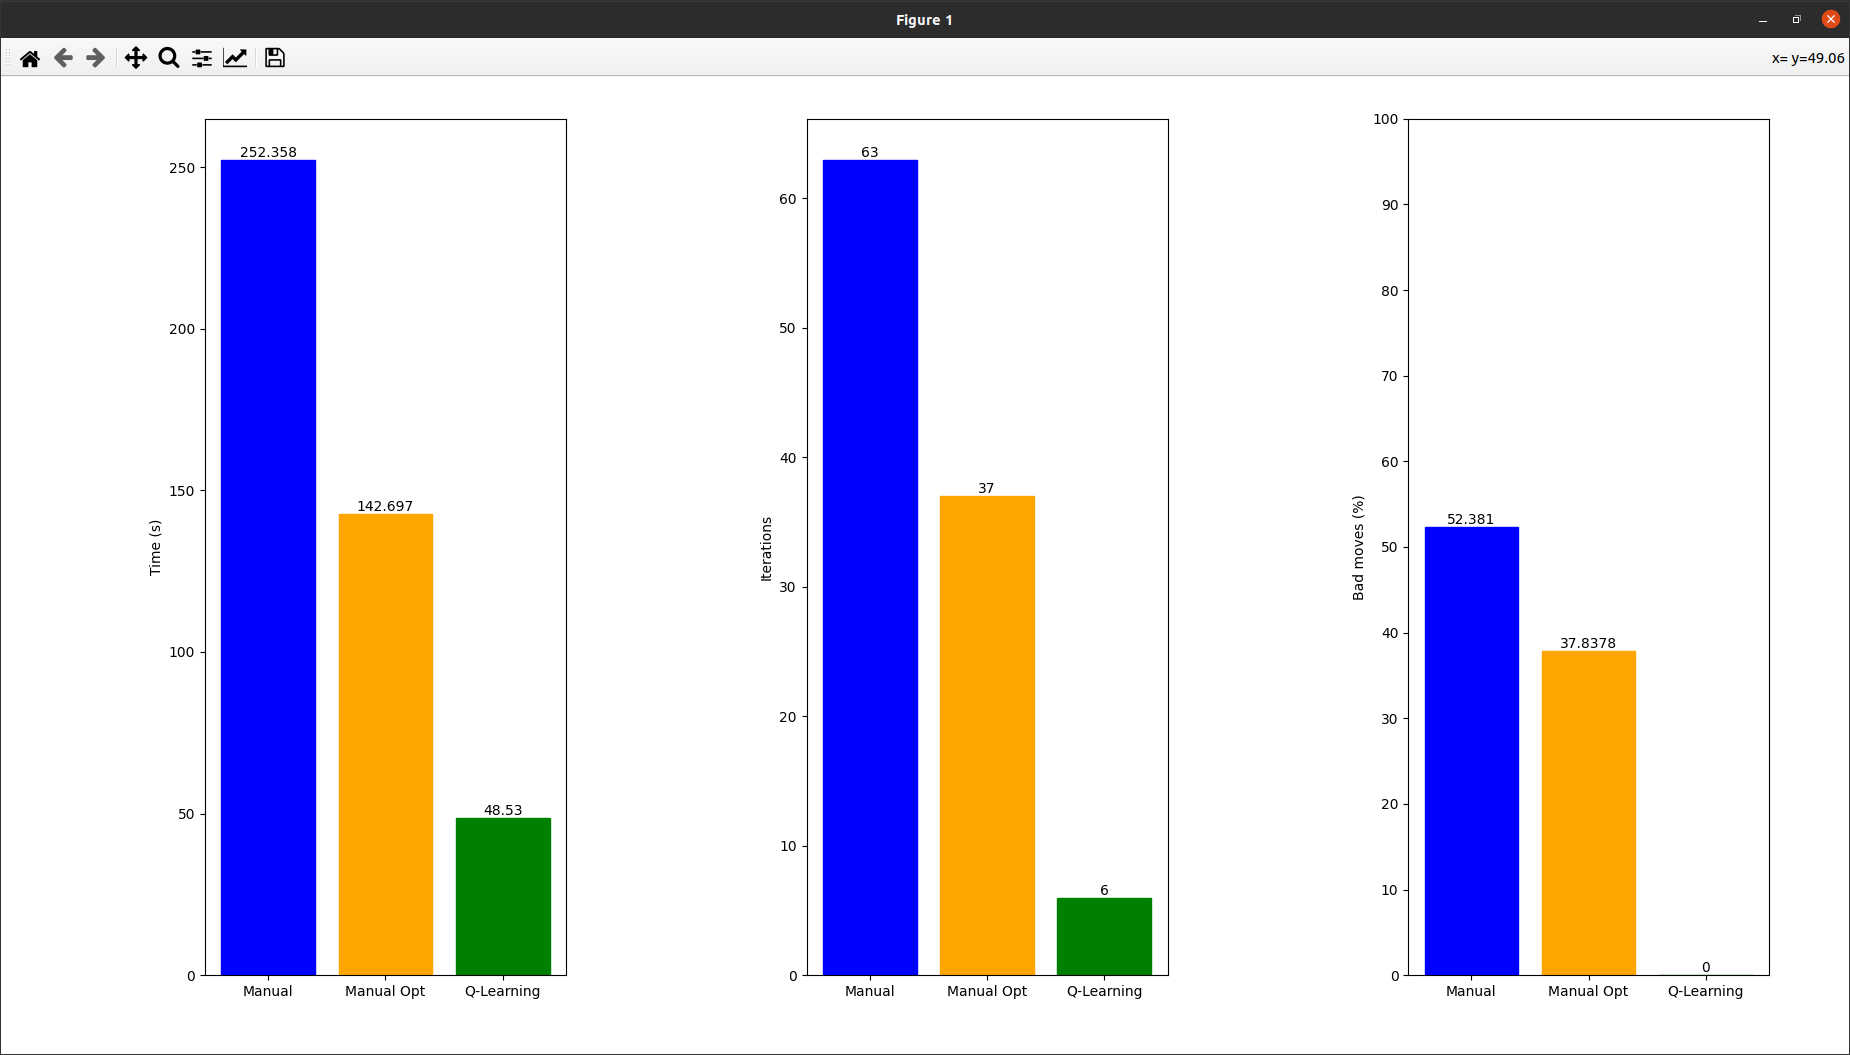 Figure 1
x= y=49.06
Time (s)
250
200
150
100
50
0
252.358
142.697
48.53
Manual
Manual Opt
Q-Learning
Iterations
60
50
40
30
20
10
0
63
37
6
Manual
Manual Opt
Q-Learning
Bad moves (%)
100
90
80
70
60
50
40
30
20
10
0
52.381
37.8378
0
Manual
Manual Opt
Q-Learning